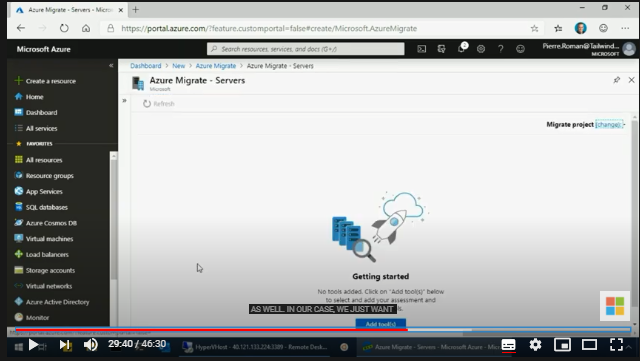 Azure Migrate - Servers - Micros
https://portal.azure.com/?feature.customportal=false#create/Microsoft.AzureMigrate
Microsoft Azure
Search resources, services, and docs (G+/)
Pierre.Roman@Tailwind...
MICROSOFT
Dashboard > New > Azure Migrate > Azure Migrate - Servers
Azure Migrate - Servers
Microsoft
Refresh
Migrate project (change) -
Create a resource
Home
Dashboard
All services
FAVORITES
All resources
Resource groups
App Services
SQL databases
Azure Cosmos DB
Virtual machines
Load balancers
Storage accounts
Virtual networks
Azure Active Directory
Monitor
Getting started
No tools added. Click on "Add tool(s)" below
to select and add your assessment and
AS WELL. IN OUR CASE, WE JUST WANT
Add tool(s)
29:40 / 46:30
HyperVHost - 40.121.133.224:3389 - Remote Desk...
Azure Migrate - Servers - Microsoft Az